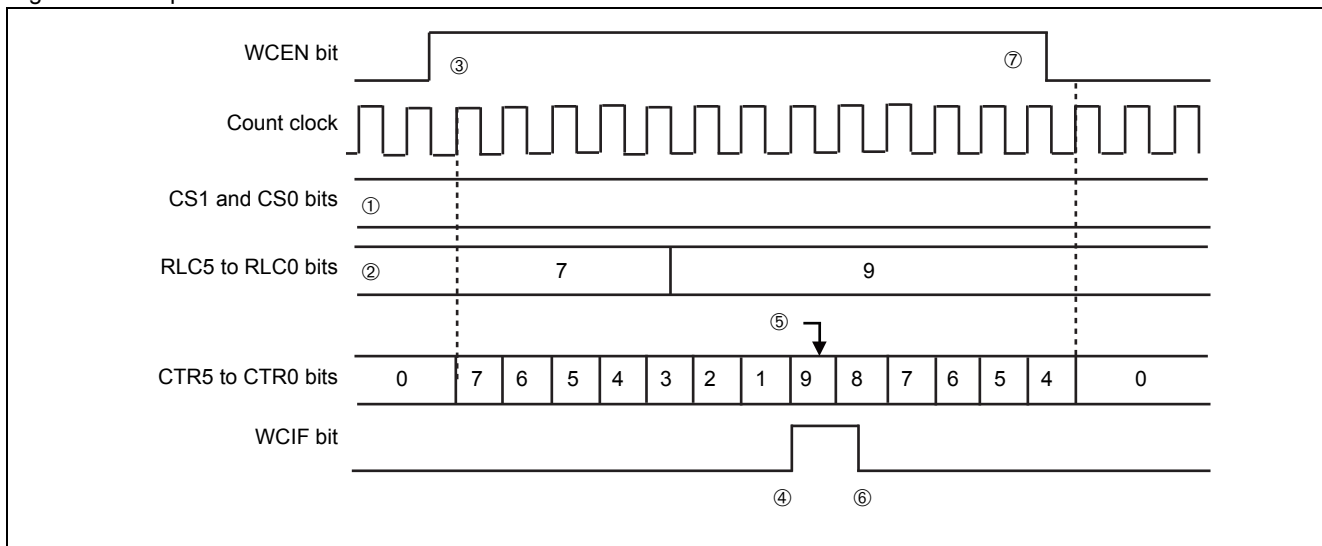 WCEN bit
③ ⑦
Count clock
CS1 and CS0 bits ①
RLC5 to RLC0 bits ② 7 9
⑤
CTR5 to CTR0 bits 0 7 6 5 4 3 2 1 9 8 7 6 5 4 0
WCIF bit
④ ⑥